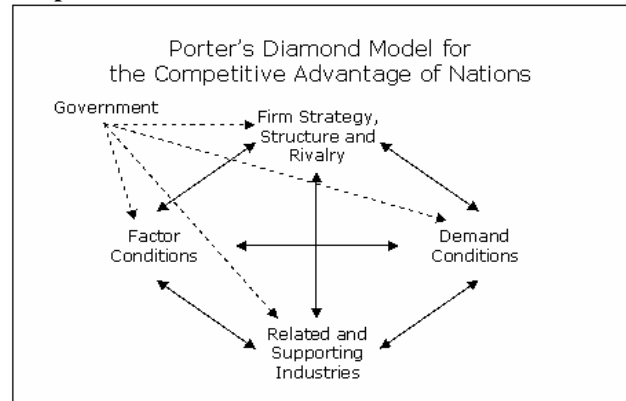 Porter's Diamond Model for
the Competitive Advantage of Nations
Government
Firm Strategy,
Structure and
Rivalry
Factor
Conditions
Demand
Conditions
Related and
Supporting
Industries